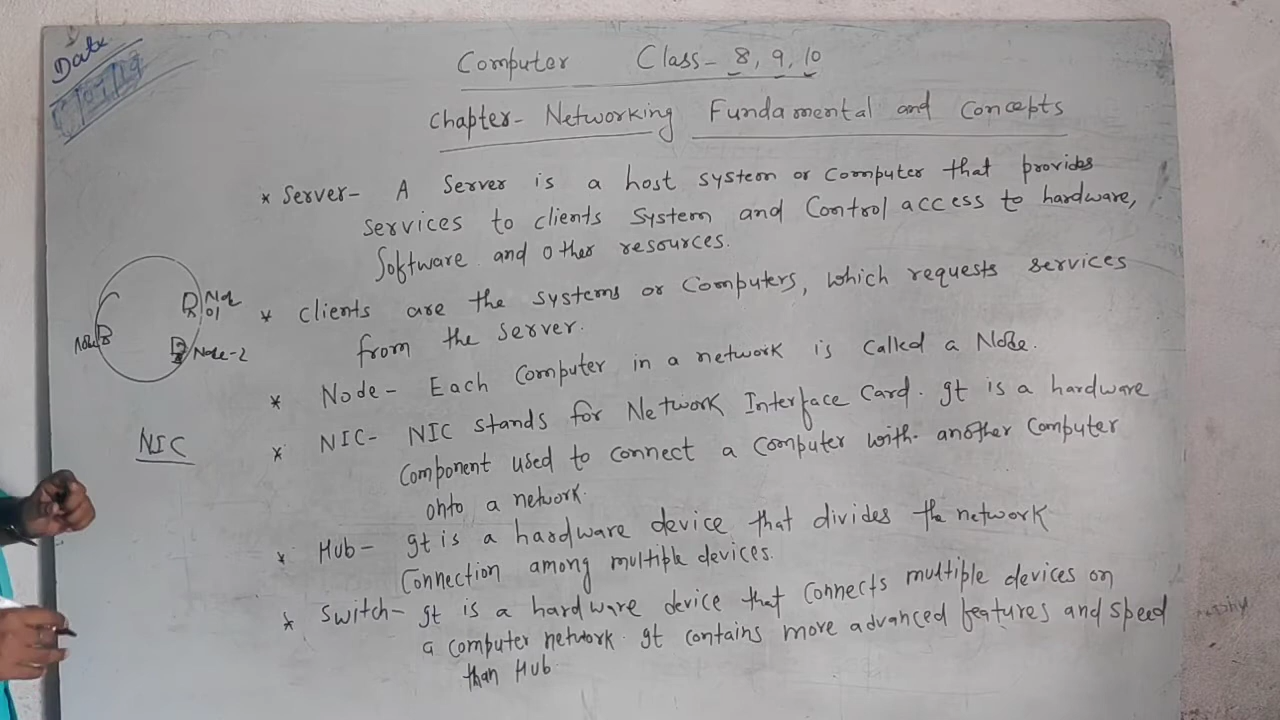 Date
Computer Class- 8, 9, 10
Chapter- Networking Fundamental and Concepts
* Server- A Server is a host system or computer that provides
services to clients System and Control access to hardware,
Software and other resources.
* Clients are the systems or Computers, which requests services
from the server.
Node-2
* Node- Each Computer in a network is called a Node.
NIC
* NIC- NIC stands for Network Interface Card. It is a hardware
Component used to connect a computer with another computer
onto a network.
* Hub- It is a hardware device that divides the network
Connection among multiple devices.
* Switch- It is a hardware device that connects multiple devices on
a computer network. It contains more advanced features and speed
than Hub